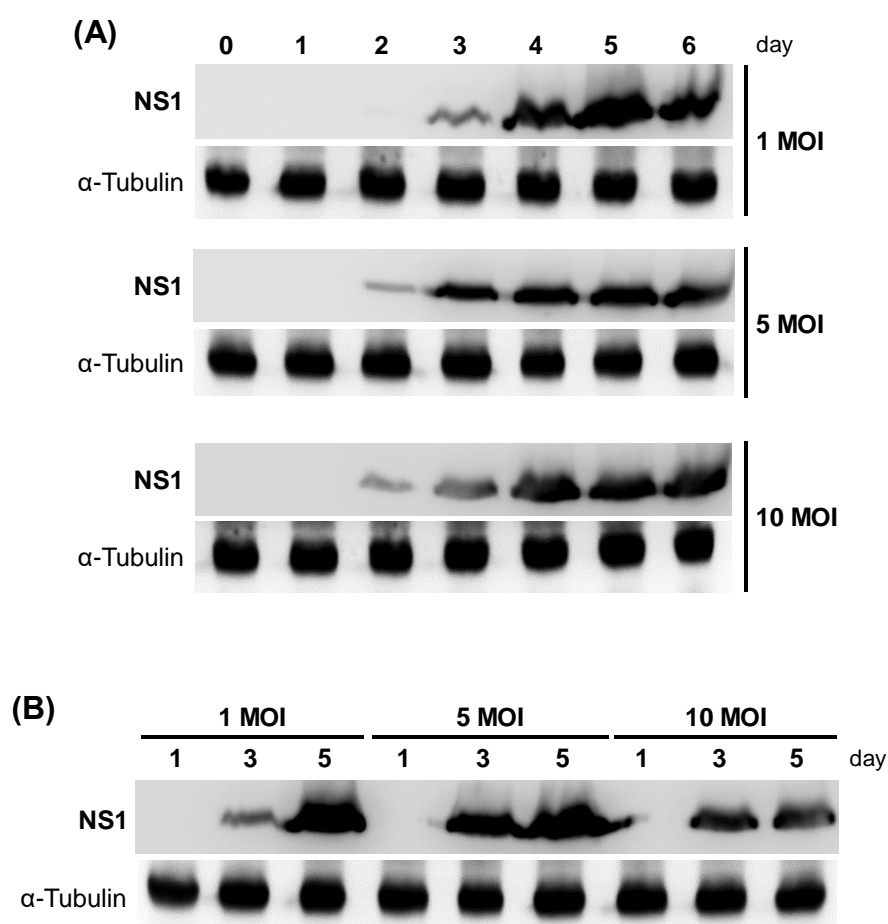 (A)
0 1 2 3 4 5 6 day
NS1
1 MOI
α-Tubulin
NS1
5 MOI
α-Tubulin
NS1
10 MOI
α-Tubulin
(B)
1 MOI 5 MOI 10 MOI
1 3 5 1 3 5 1 3 5 day
NS1
α-Tubulin